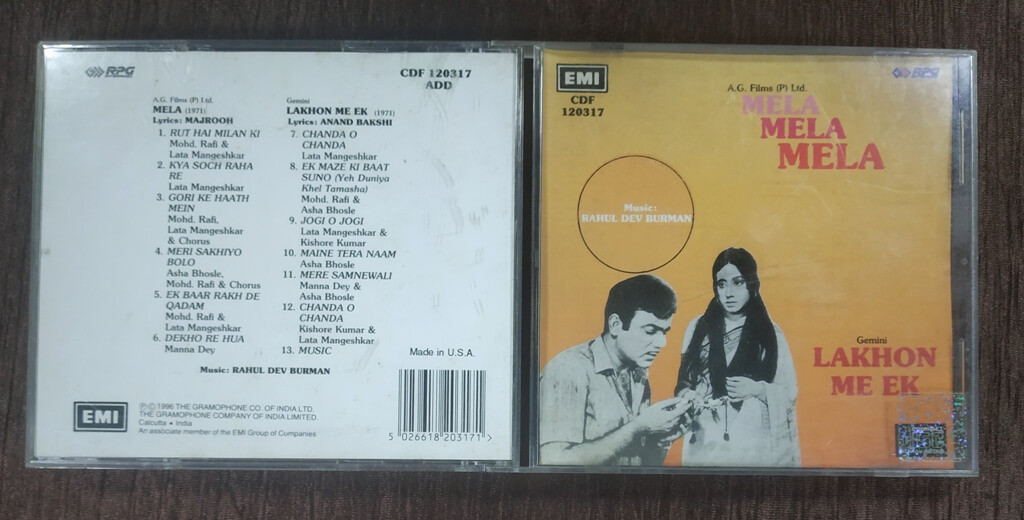 RPG
CDF 120317
ADD
A.G. Films (P) Ltd.
MELA (1971)
Lyrics: MAJROOH
1. RUT HAI MILAN KI
Mohd. Rafi &
Lata Mangeshkar
2. KYA SOCH RAHA
RE
Lata Mangeshkar
3. GORI KE HAATH
MEIN
Mohd. Rafi,
Lata Mangeshkar
& Chorus
4. MERI SAKHIYO
BOLO
Asha Bhosle,
Mohd. Rafi & Chorus
5. EK BAAR RAKH DE
QADAM
Mohd. Rafi &
Lata Mangeshkar
6. DEKHO RE HUA
Manna Dey
Gemini
LAKHON ME EK (1971)
Lyrics: ANAND BAKSHI
7. CHANDA O
CHANDA
Lata Mangeshkar
8. EK MAZE KI BAAT
SUNO (Yeh Duniya
Khel Tamasha)
Mohd. Rafi &
Asha Bhosle
9. JOGI O JOGI
Lata Mangeshkar &
Kishore Kumar
10. MAINE TERA NAAM
Asha Bhosle
11. MERE SAMNEWALI
Manna Dey &
Asha Bhosle
12. CHANDA O
CHANDA
Kishore Kumar &
Lata Mangeshkar
13. MUSIC
Music: RAHUL DEV BURMAN
Made in U.S.A.
EMI
℗© 1996 THE GRAMOPHONE CO. OF INDIA LTD.
THE GRAMOPHONE COMPANY OF INDIA LIMITED.
Calcutta • India
An associate member of the EMI Group of Companies
5 026618 203171 >
EMI
CDF
120317
RPG
A.G. Films (P) Ltd.
MELA
MELA
MELA
Music:
RAHUL DEV BURMAN
Gemini
LAKHON
ME EK